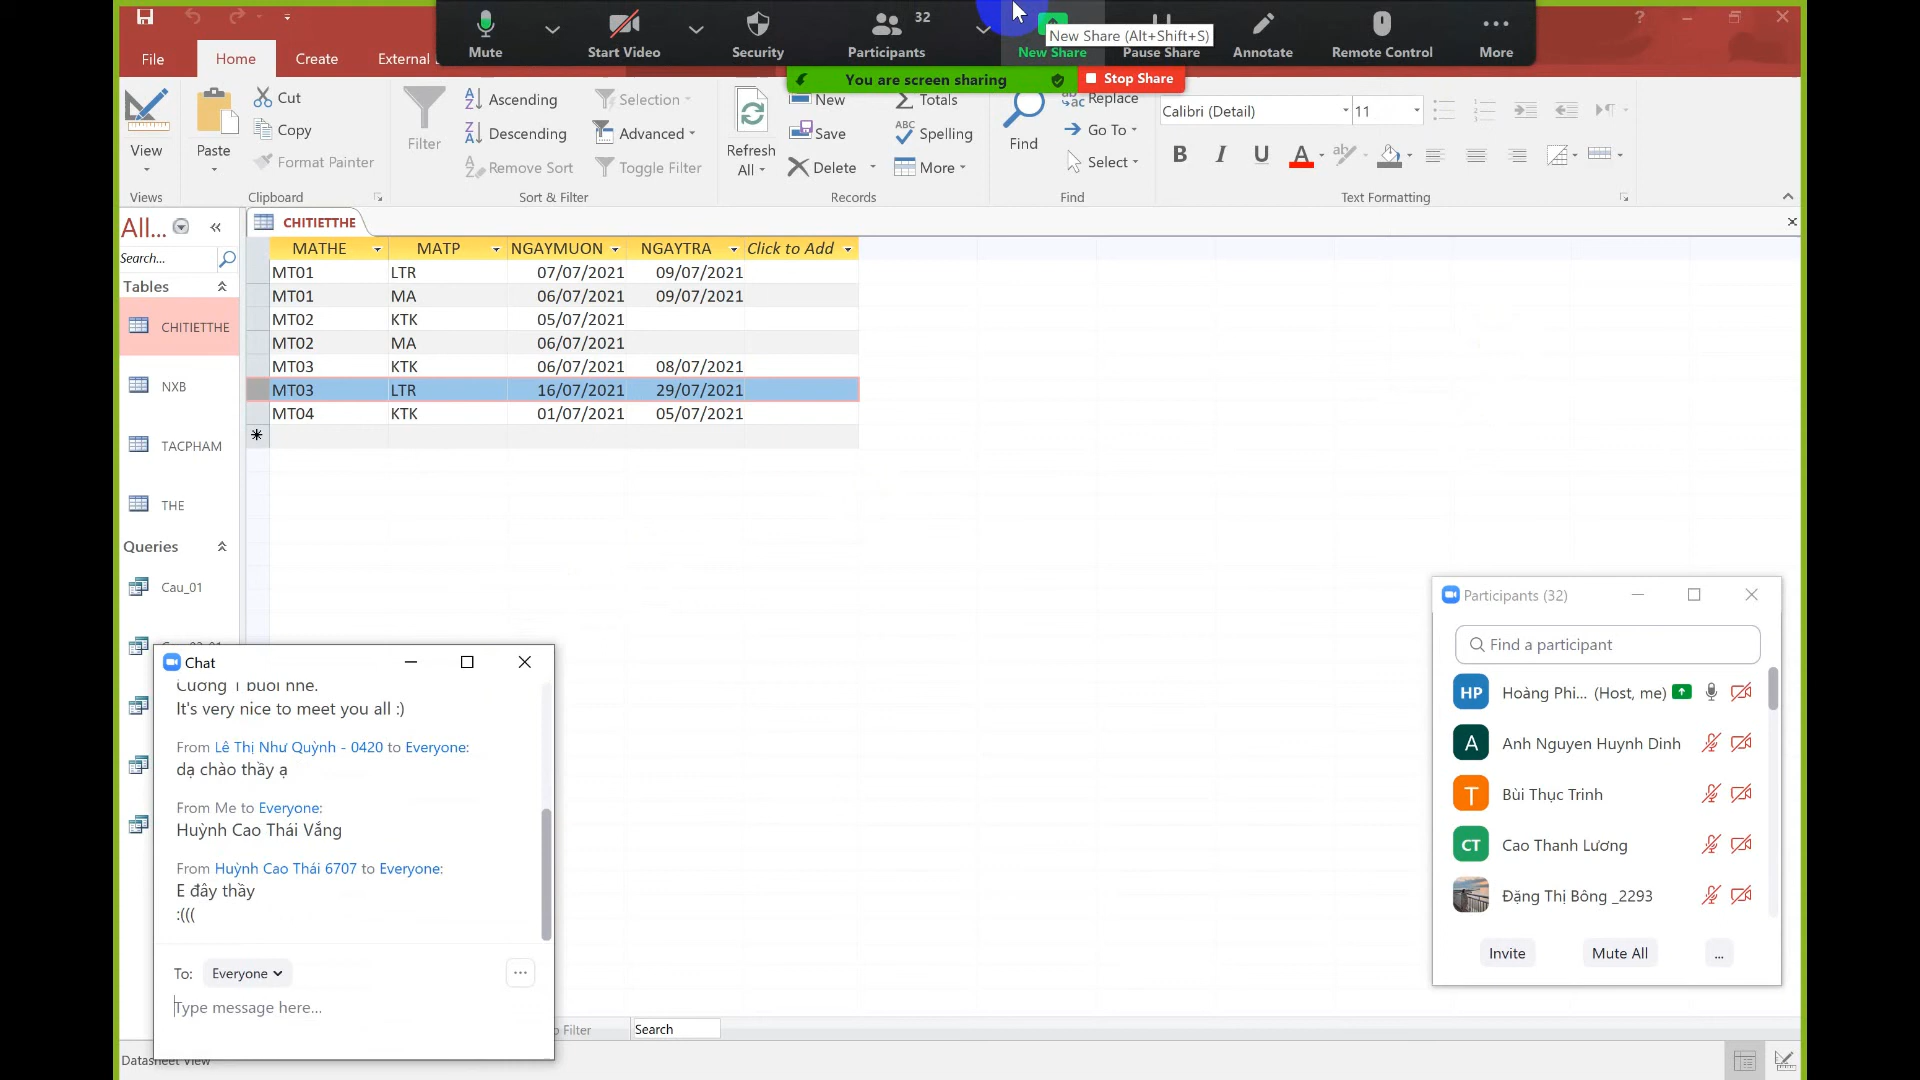 32
Mute
Start Video
Security
Participants
New Share
New Share (Alt+Shift+S)
Pause Share
Annotate
Remote Control
More
You are screen sharing
Stop Share
File
Home
Create
External
View
Views
Paste
Cut
Copy
Format Painter
Clipboard
Filter
Ascending
Descending
Remove Sort
Selection
Advanced
Toggle Filter
Sort & Filter
Refresh
All
New
Save
Delete
Totals
Spelling
More
Records
Find
Replace
Go To
Select
Find
Calibri (Detail)
11
B I U A
Text Formatting
All...
Search...
Tables
CHITIETTHE
NXB
TACPHAM
THE
Queries
Cau_01
CHITIETTHE
MATHE MATP NGAYMUON NGAYTRA Click to Add
MT01 LTR 07/07/2021 09/07/2021
MT01 MA 06/07/2021 09/07/2021
MT02 KTK 05/07/2021
MT02 MA 06/07/2021
MT03 KTK 06/07/2021 08/07/2021
MT03 LTR 16/07/2021 29/07/2021
MT04 KTK 01/07/2021 05/07/2021
Chat
Cường 1 buổi nhe.
It's very nice to meet you all :)
From Lê Thị Như Quỳnh - 0420 to Everyone:
dạ chào thầy ạ
From Me to Everyone:
Huỳnh Cao Thái Vắng
From Huỳnh Cao Thái 6707 to Everyone:
E đây thầy
:(((
To: Everyone
Type message here...
Participants (32)
Find a participant
HP Hoàng Phi... (Host, me)
A Anh Nguyen Huynh Dinh
T Bùi Thục Trinh
CT Cao Thanh Lương
Đặng Thị Bông _2293
Invite Mute All ...
Filter
Search
Datasheet View